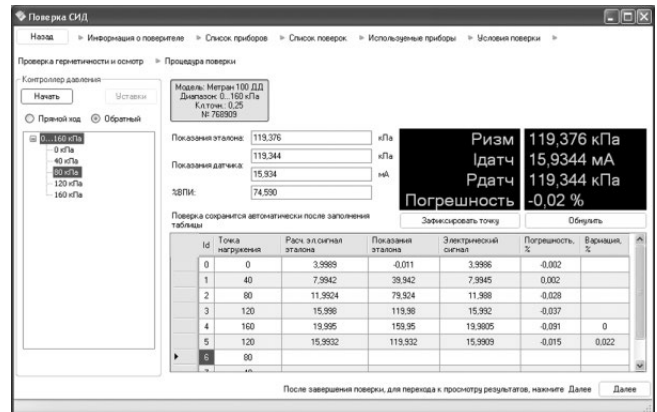 Поверка СИД
Назад Информация о поверителе Список приборов Список поверок Используемые приборы Условия поверки
Проверка герметичности и осмотр Процедура поверки
Контроллер давления
Начать Уставки
Прямой ход Обратный
0...160 кПа
0 кПа
40 кПа
80 кПа
120 кПа
160 кПа
Модель: Метран 100 ДД
Диапазон: 0...160 кПа
Кл.точн.: 0,25
№ 768909
Показания эталона: 119,376 кПа
Показания датчика: 119,344 кПа
15,934 мА
%ВПИ: 74,590
Pизм 119,376 кПа
Iдатч 15,9344 мА
Pдатч 119,344 кПа
Погрешность -0,02 %
Поверка сохранится автоматически после заполнения таблицы
Зафиксировать точку Обнулить
Id Точка нагружения Расч. эл.сигнал эталона Показания эталона Электрический сигнал Погрешность, % Вариация, %
0 0 3,9989 -0,011 3,9986 -0,002
1 40 7,9942 39,942 7,9945 0,002
2 80 11,9924 79,924 11,988 -0,028
3 120 15,998 119,98 15,992 -0,037
4 160 19,995 159,95 19,9805 -0,091 0
5 120 15,9932 119,932 15,9909 -0,015 0,022
6 80
После завершения поверки, для перехода к просмотру результатов, нажмите Далее Далее